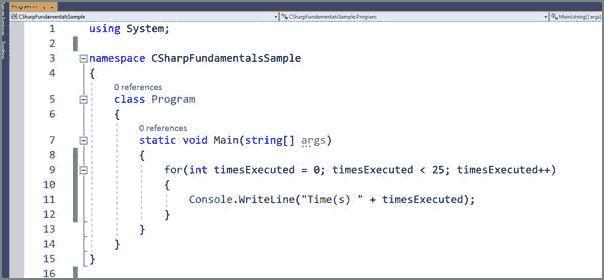 Program.cs
CSharpFundamentalsSample
CSharpFundamentalsSample.Program
Main(string[] args)
1 using System;
2
3 namespace CSharpFundamentalsSample
4 {
0 references
5 class Program
6 {
0 references
7 static void Main(string[] args)
8 {
9 for(int timesExecuted = 0; timesExecuted < 25; timesExecuted++)
10 {
11 Console.WriteLine("Time(s) " + timesExecuted);
12 }
13 }
14 }
15 }
16